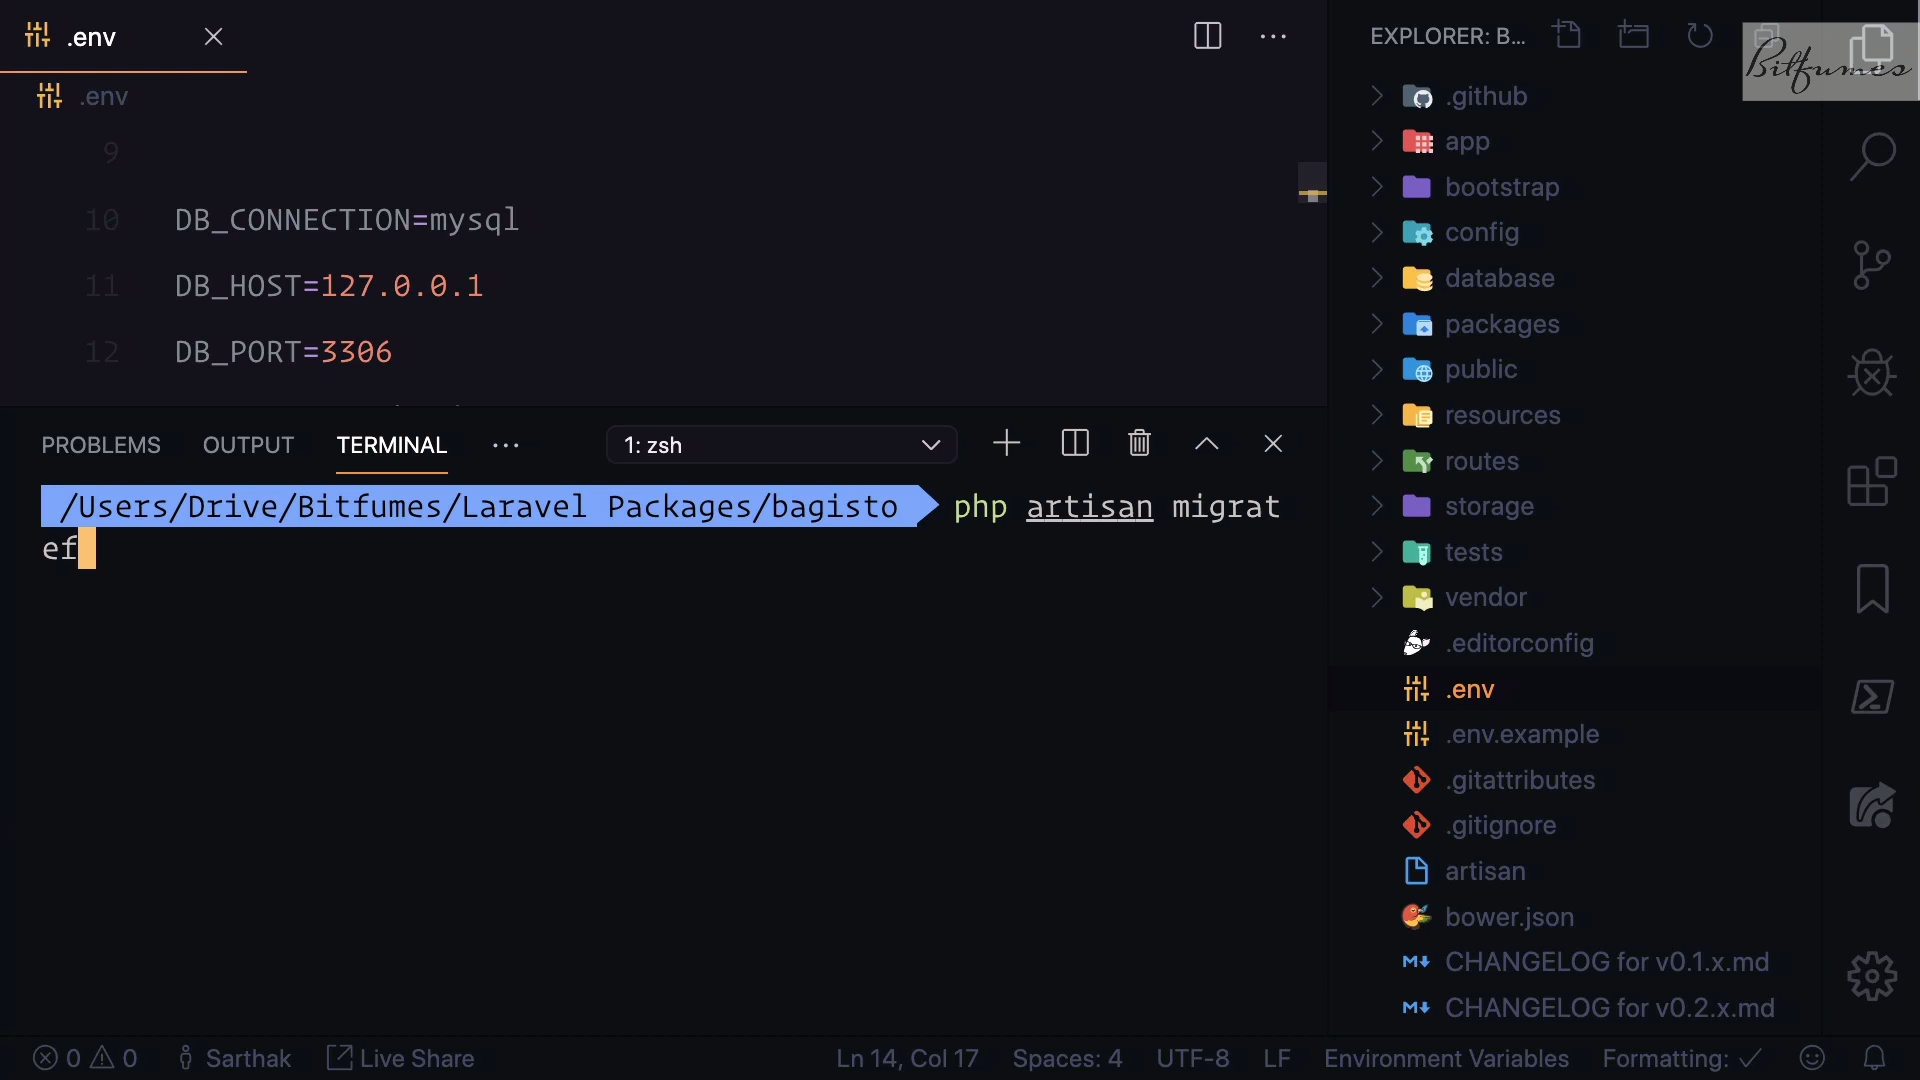 .env
EXPLORER: B...
Bitfumes
.env
9
10 DB_CONNECTION=mysql
11 DB_HOST=127.0.0.1
12 DB_PORT=3306
PROBLEMS OUTPUT TERMINAL
1: zsh
/Users/Drive/Bitfumes/Laravel Packages/bagisto php artisan migrat
ef
.github
app
bootstrap
config
database
packages
public
resources
routes
storage
tests
vendor
.editorconfig
.env
.env.example
.gitattributes
.gitignore
artisan
bower.json
CHANGELOG for v0.1.x.md
CHANGELOG for v0.2.x.md
0 0 Sarthak Live Share
Ln 14, Col 17 Spaces: 4 UTF-8 LF Environment Variables Formatting: ✓